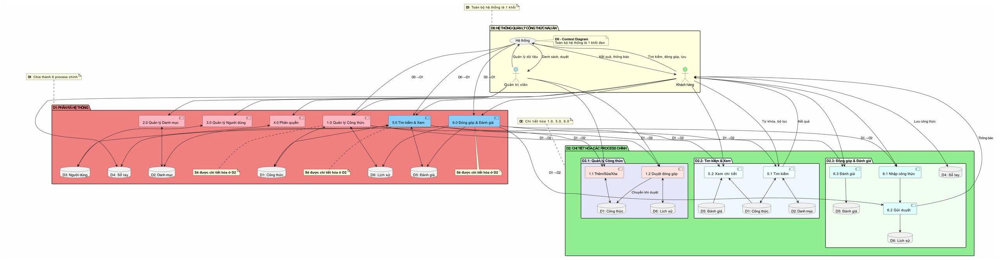 D0: Toàn bộ hệ thống là 1 khối
D0: HỆ THỐNG QUẢN LÝ CÔNG THỨC NẤU ĂN
Hệ thống
D0 - Context Diagram
Toàn bộ hệ thống là 1 khối đen
Quản lý dữ liệu
Danh sách, duyệt
Kết quả, thông báo
Tìm kiếm, đóng góp, lưu
Quản trị viên
Khách hàng
D0→D1
D0→D1
D0→D1
D1: Chia thành 6 process chính
D1: PHÂN RÃ HỆ THỐNG
2.0 Quản lý Danh mục
3.0 Quản lý Người dùng
4.0 Phân quyền
1.0 Quản lý Công thức
5.0 Tìm kiếm & Xem
6.0 Đóng góp & Đánh giá
D3: Người dùng
D4: Sổ tay
D2: Danh mục
Sẽ được chi tiết hóa ở D2
D1: Công thức
Sẽ được chi tiết hóa ở D2
D6: Lịch sử
D5: Đánh giá
Sẽ được chi tiết hóa ở D2
D2: Chi tiết hóa 1.0, 5.0, 6.0
Từ khóa, bộ lọc
Kết quả
Lưu công thức
Thông báo
D1→D2
D1→D2
D1→D2
D1→D2
D1→D2
D1→D2
D1→D2
D2: CHI TIẾT HÓA CÁC PROCESS CHÍNH
D2.1: Quản lý Công thức
1.1 Thêm/Sửa/Xóa
1.2 Duyệt đóng góp
Chuyển khi duyệt
D1: Công thức
D6: Lịch sử
D2.2: Tìm kiếm & Xem
5.2 Xem chi tiết
5.1 Tìm kiếm
D5: Đánh giá
D1: Công thức
D2: Danh mục
D2.3: Đóng góp & Đánh giá
6.3 Đánh giá
6.1 Nhập công thức
D4: Sổ tay
D5: Đánh giá
6.2 Gửi duyệt
D6: Lịch sử